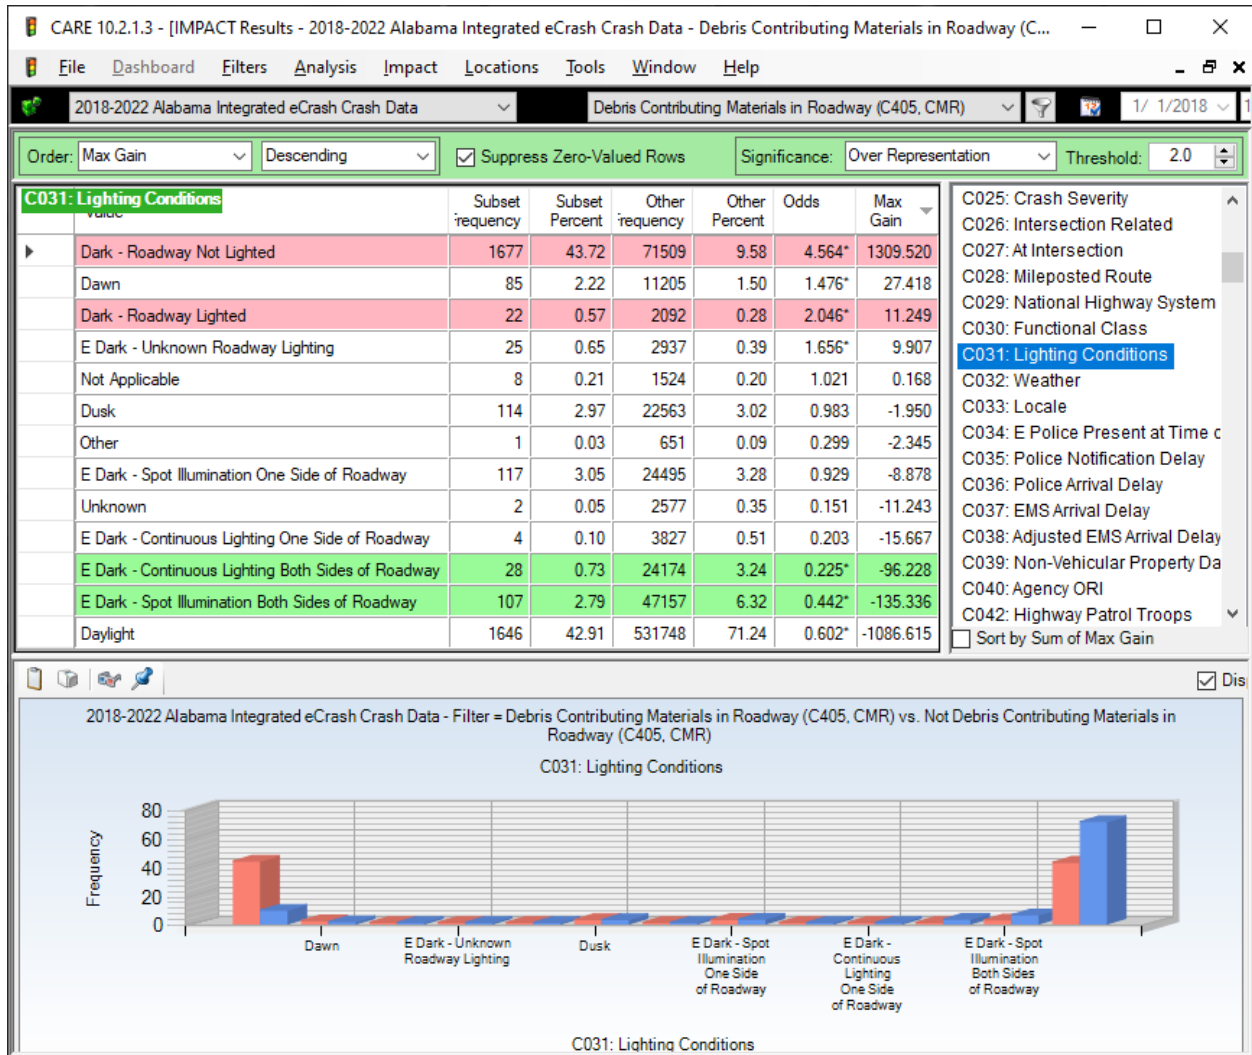 CARE 10.2.1.3 - [IMPACT Results - 2018-2022 Alabama Integrated eCrash Crash Data - Debris Contributing Materials in Roadway (C...
File Dashboard Filters Analysis Impact Locations Tools Window Help
2018-2022 Alabama Integrated eCrash Crash Data Debris Contributing Materials in Roadway (C405, CMR) 1/ 1/2018 1
Order: Max Gain Descending Suppress Zero-Valued Rows Significance: Over Representation Threshold: 2.0
C031: Lighting Conditions
Subset Subset Other Other Odds Max
Frequency Percent Frequency Percent Gain
Dark - Roadway Not Lighted 1677 43.72 71509 9.58 4.564* 1309.520
Dawn 85 2.22 11205 1.50 1.476* 27.418
Dark - Roadway Lighted 22 0.57 2092 0.28 2.046* 11.249
E Dark - Unknown Roadway Lighting 25 0.65 2937 0.39 1.656* 9.907
Not Applicable 8 0.21 1524 0.20 1.021 0.168
Dusk 114 2.97 22563 3.02 0.983 -1.950
Other 1 0.03 651 0.09 0.299 -2.345
E Dark - Spot Illumination One Side of Roadway 117 3.05 24495 3.28 0.929 -8.878
Unknown 2 0.05 2577 0.35 0.151 -11.243
E Dark - Continuous Lighting One Side of Roadway 4 0.10 3827 0.51 0.203 -15.667
E Dark - Continuous Lighting Both Sides of Roadway 28 0.73 24174 3.24 0.225* -96.228
E Dark - Spot Illumination Both Sides of Roadway 107 2.79 47157 6.32 0.442* -135.336
Daylight 1646 42.91 531748 71.24 0.602* -1086.615
C025: Crash Severity
C026: Intersection Related
C027: At Intersection
C028: Mileposted Route
C029: National Highway System
C030: Functional Class
C031: Lighting Conditions
C032: Weather
C033: Locale
C034: E Police Present at Time o
C035: Police Notification Delay
C036: Police Arrival Delay
C037: EMS Arrival Delay
C038: Adjusted EMS Arrival Delay
C039: Non-Vehicular Property Da
C040: Agency ORI
C042: Highway Patrol Troops
Sort by Sum of Max Gain
Dis
2018-2022 Alabama Integrated eCrash Crash Data - Filter = Debris Contributing Materials in Roadway (C405, CMR) vs. Not Debris Contributing Materials in
Roadway (C405, CMR)
C031: Lighting Conditions
Frequency
80
60
40
20
0
Dawn
E Dark - Unknown
Roadway Lighting
Dusk
E Dark - Spot
Illumination
One Side
of Roadway
E Dark -
Continuous
Lighting
One Side
of Roadway
E Dark - Spot
Illumination
Both Sides
of Roadway
C031: Lighting Conditions